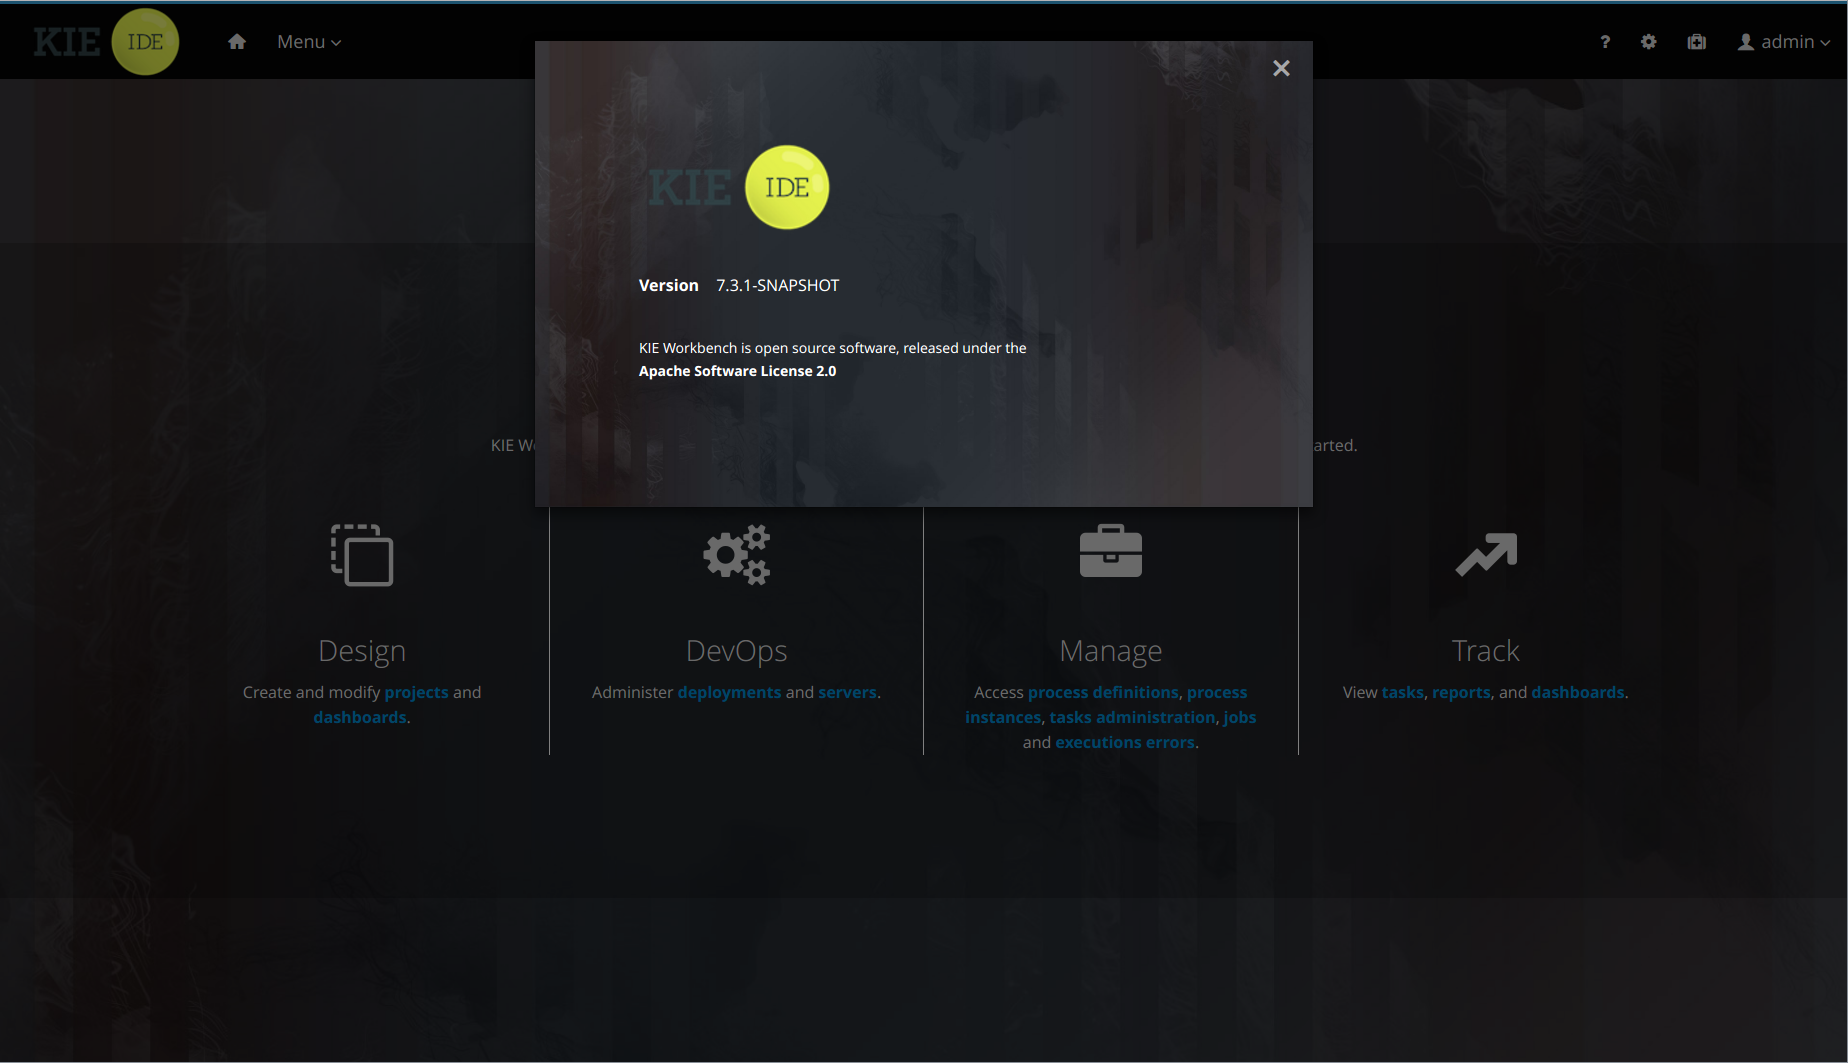 KIE IDE
Menu
? admin
KIE IDE
Version 7.3.1-SNAPSHOT
KIE Workbench is open source software, released under the
Apache Software License 2.0
KIE
arted.
Design
Create and modify projects and
dashboards.
DevOps
Administer deployments and servers.
Manage
Access process definitions, process
instances, tasks administration, jobs
and executions errors.
Track
View tasks, reports, and dashboards.